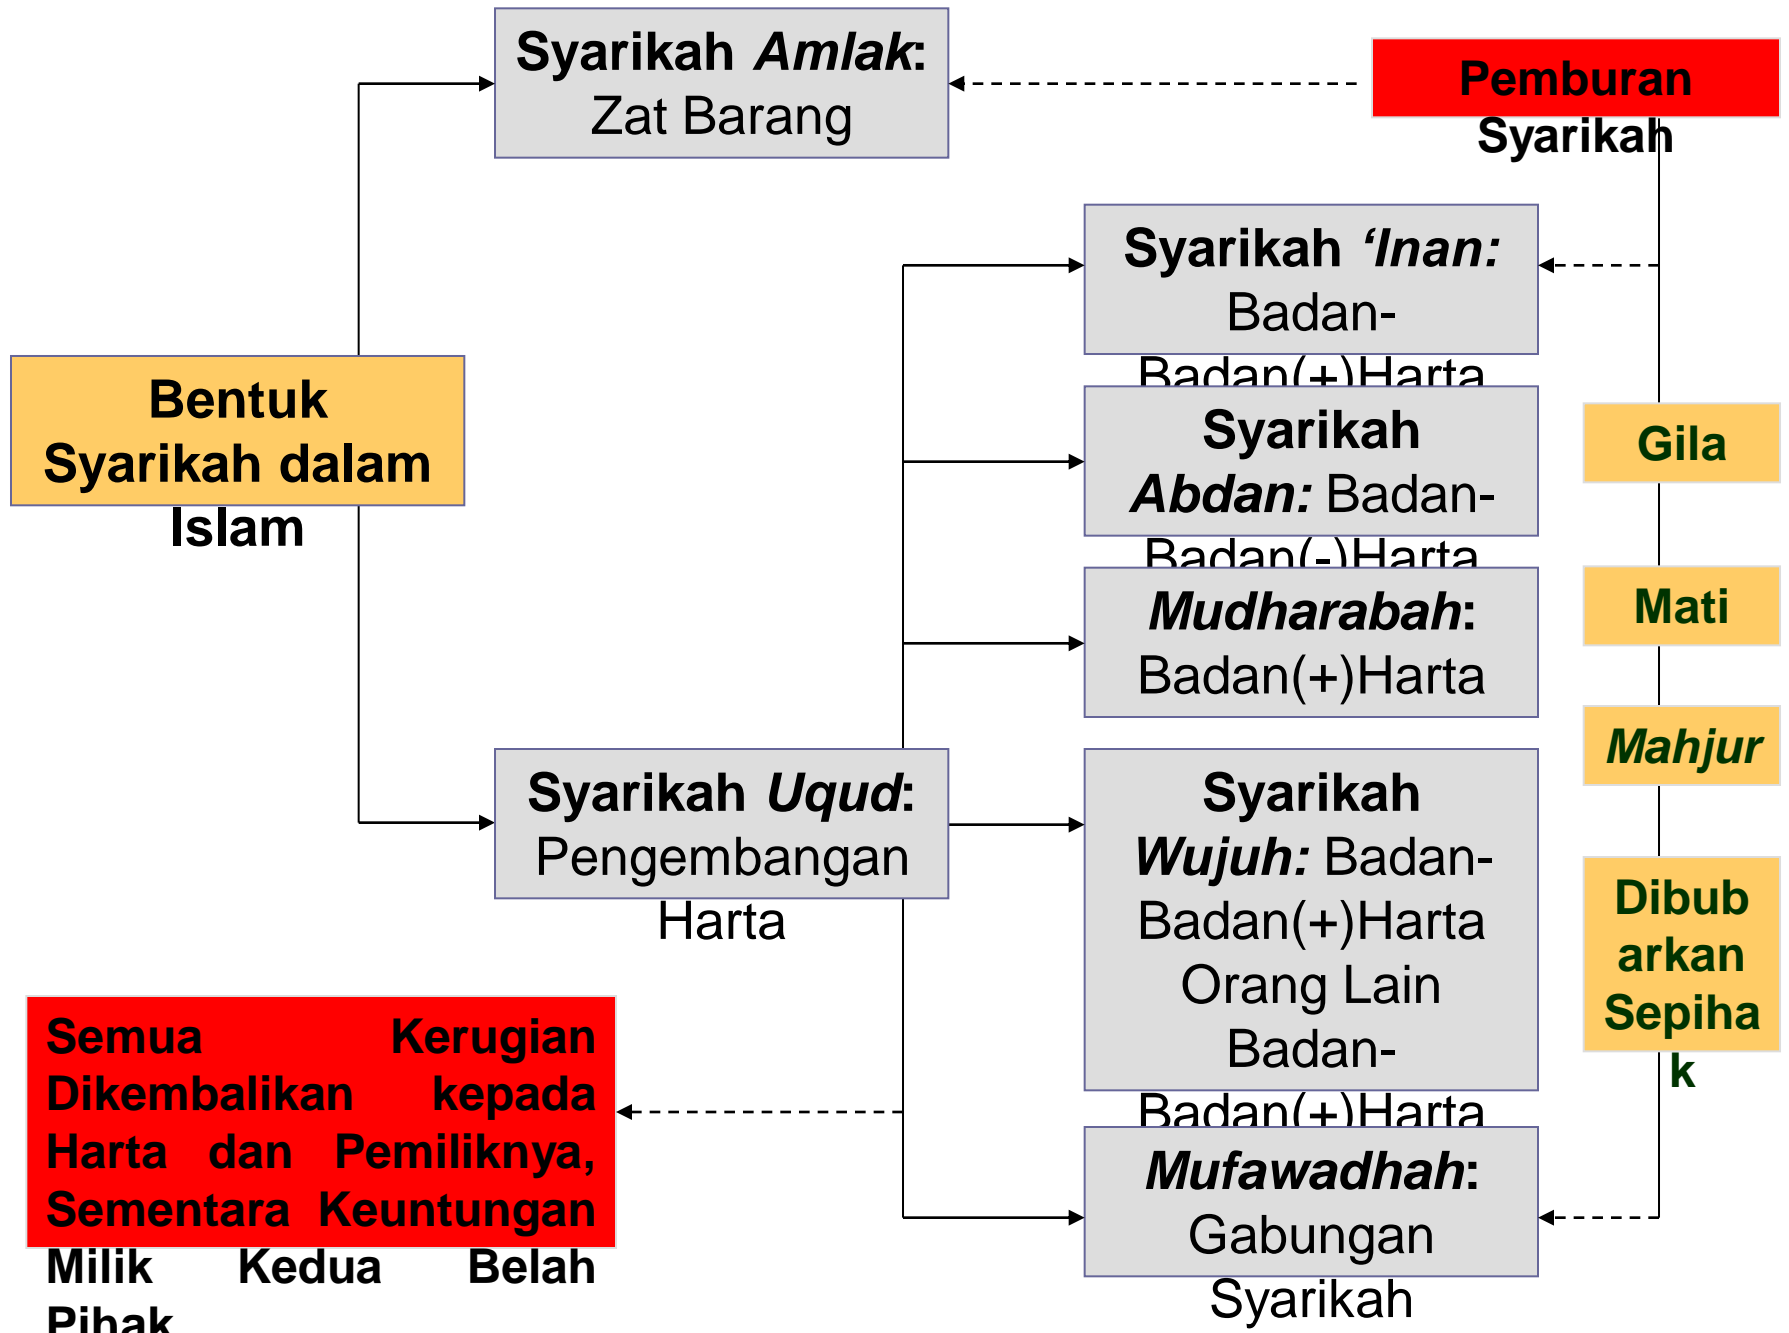 Syarikah Amlak:
Zat Barang
Pemburan
Syarikah
Syarikah ‘Inan:
Badan-
Badan(+)Harta
Bentuk
Syarikah dalam
Islam
Syarikah
Abdan: Badan-
Badan(-)Harta
Gila
Mudharabah:
Badan(+)Harta
Mati
Mahjur
Syarikah Uqud:
Pengembangan
Harta
Syarikah
Wujuh: Badan-
Badan(+)Harta
Orang Lain
Badan-
Badan(+)Harta
Dibub
arkan
Sepiha
k
Semua Kerugian
Dikembalikan kepada
Harta dan Pemiliknya,
Sementara Keuntungan
Milik Kedua Belah
Pihak
Mufawadhah:
Gabungan
Syarikah